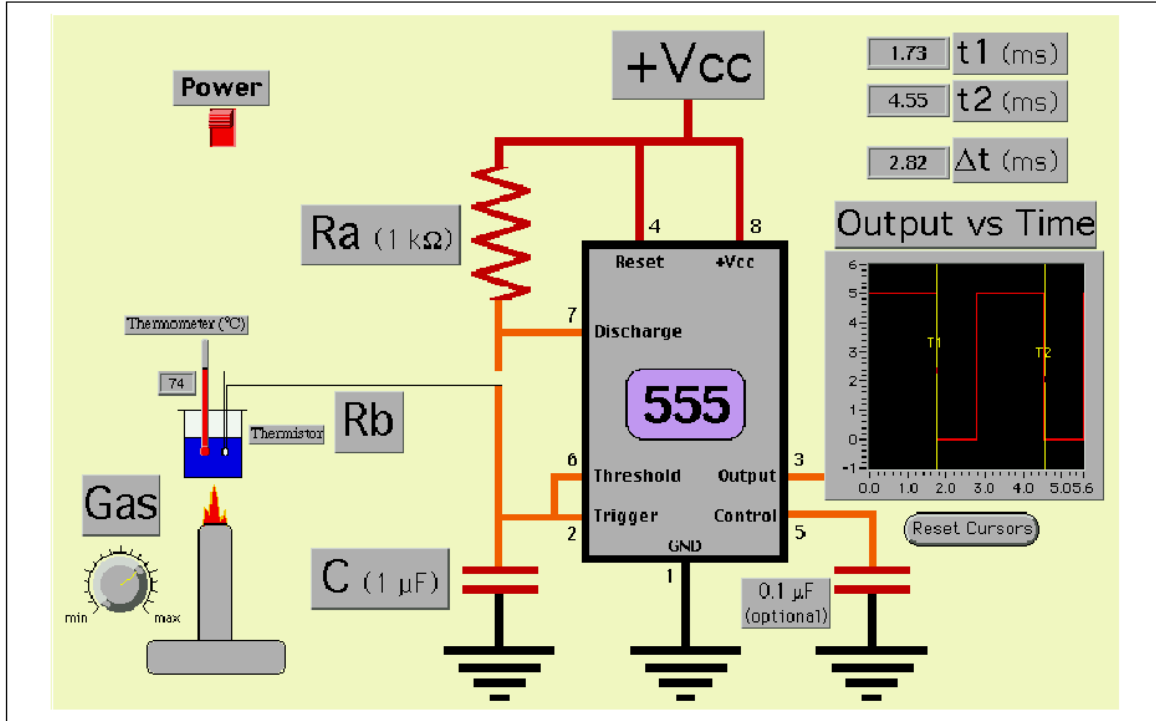 Power
+Vcc
1.73 t1 (ms)
4.55 t2 (ms)
2.82 Δt (ms)
Ra (1 kΩ)
4
8
Reset
+Vcc
Output vs Time
7
Discharge
Thermometer (°C)
74
Thermistor
Rb
555
6
5
4
3
2
1
0
-1
T1
T2
0.0 1.0 2.0 3.0 4.0 5.0 5.6
6
Threshold
Output
3
Gas
Trigger
Control
2
5
Reset Cursors
GND
1
min
max
C (1 µF)
0.1 µF
(optional)